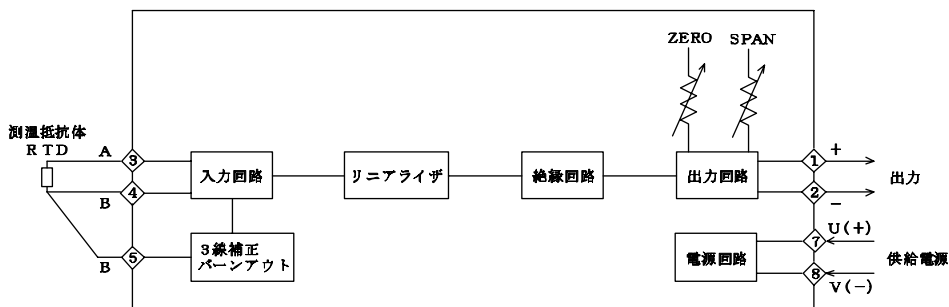 ZERO
SPAN
測温抵抗体
RTD
A
3
B
4
B
5
入力回路
3線補正
バーンアウト
リニアライザ
絶縁回路
出力回路
電源回路
1
+
2
-
出力
7
U(+)
8
V(-)
供給電源